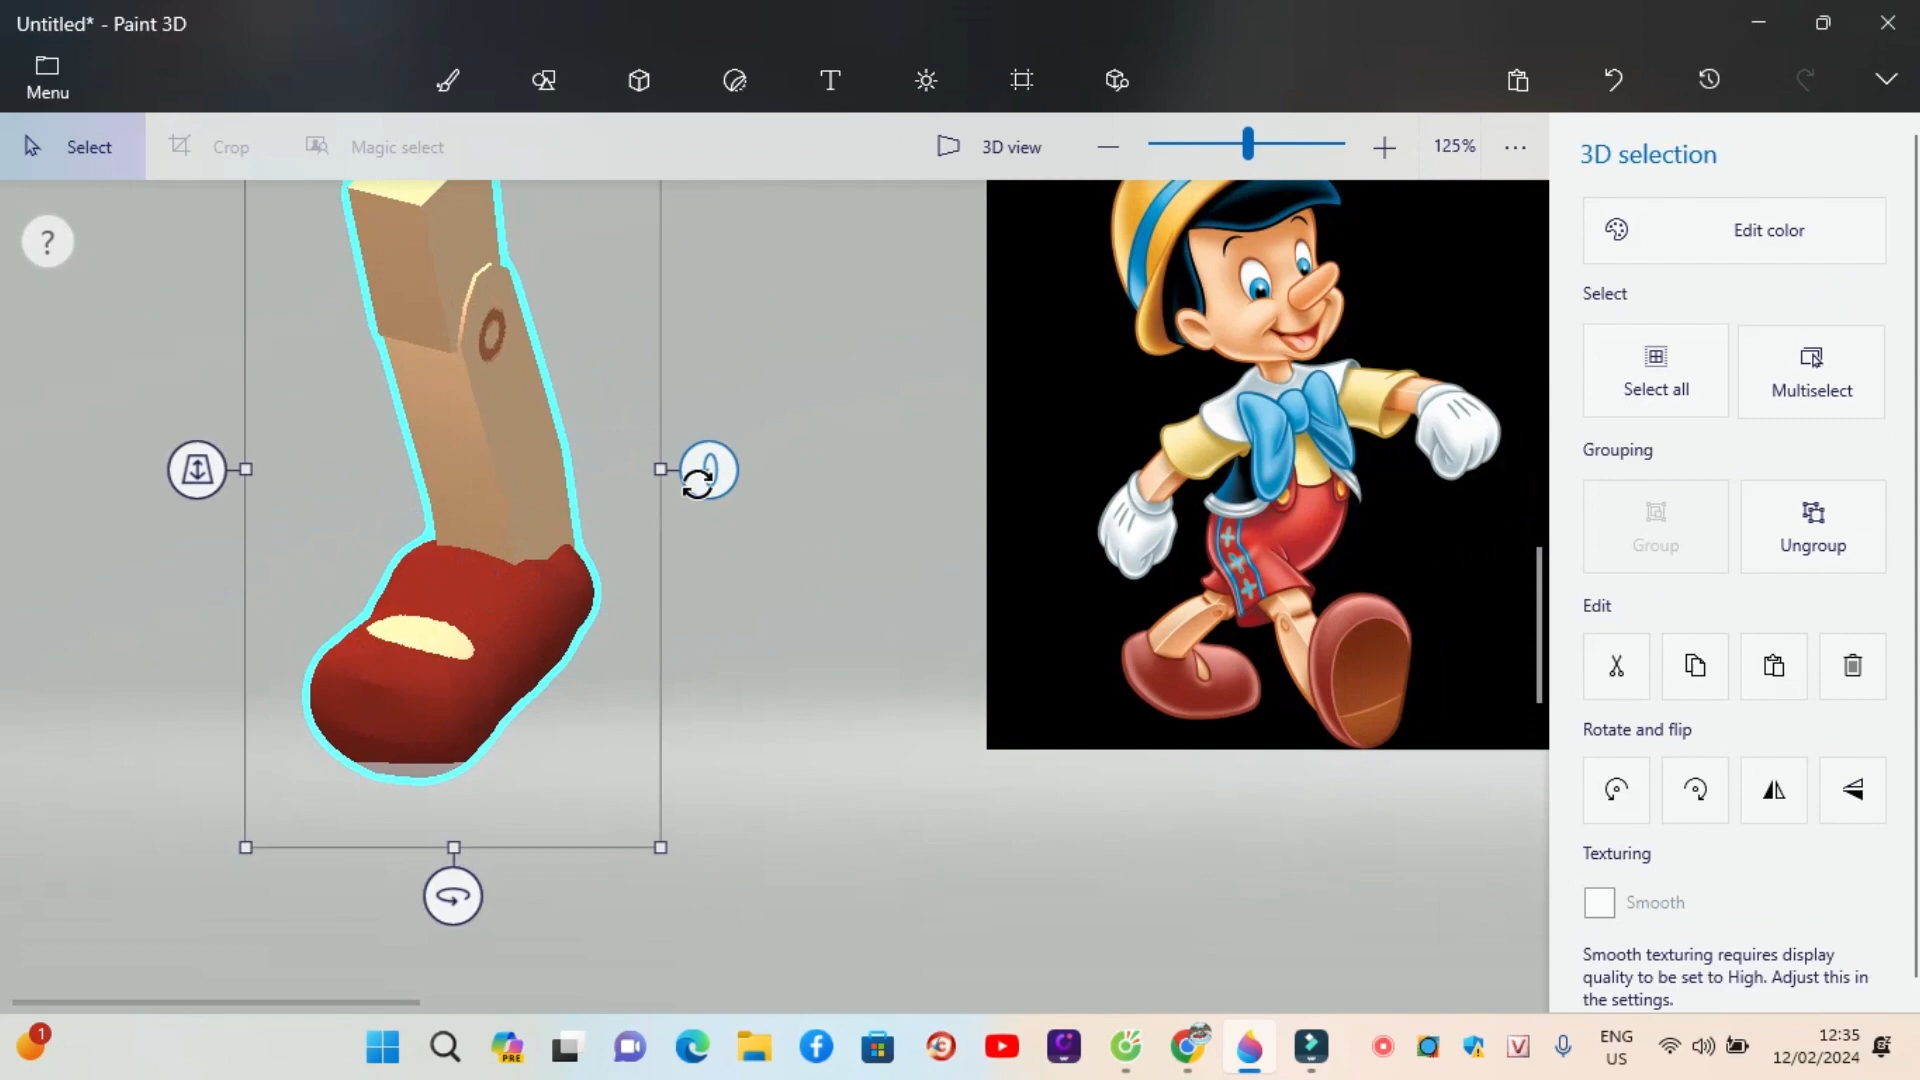 Untitled* - Paint 3D
Menu
Select
Crop
Magic select
3D view
125%
3D selection
Edit color
Select
Select all
Multiselect
Grouping
Group
Ungroup
Edit
Rotate and flip
Texturing
Smooth
Smooth texturing requires display
quality to be set to High. Adjust this in
the settings.
1
PRE
ENG
US
12:35
12/02/2024